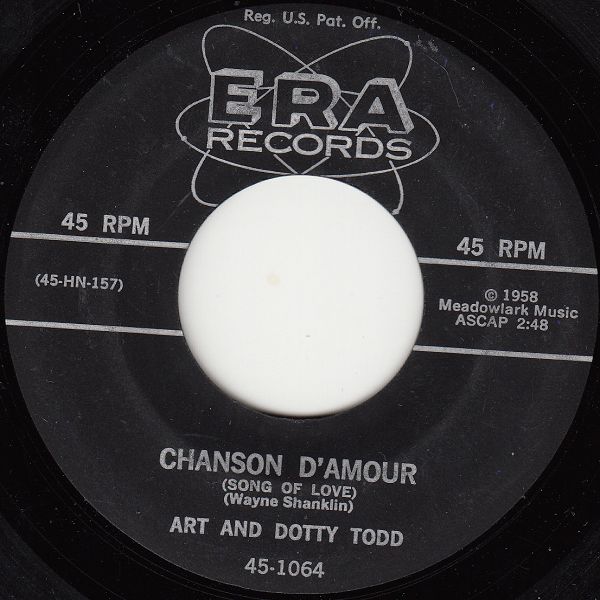 Reg. U.S. Pat. Off.
ERA
RECORDS
45 RPM
45 RPM
(45-HN-157)
© 1958
Meadowlark Music
ASCAP 2:48
CHANSON D'AMOUR
(SONG OF LOVE)
(Wayne Shanklin)
ART AND DOTTY TODD
45-1064